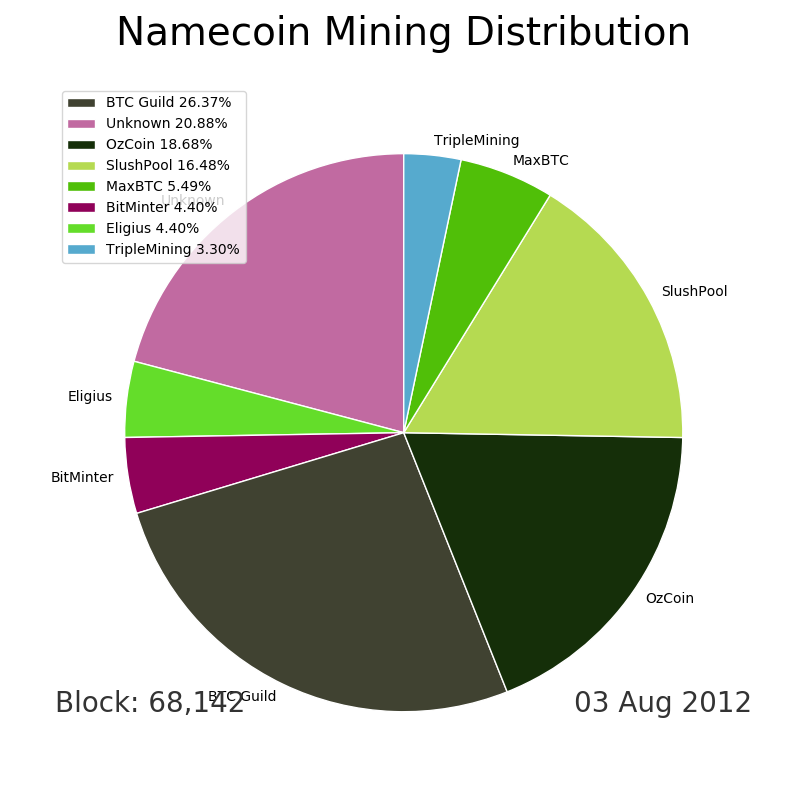 Namecoin Mining Distribution
BTC Guild 26.37%
Unknown 20.88%
OzCoin 18.68%
SlushPool 16.48%
MaxBTC 5.49%
BitMinter 4.40%
Eligius 4.40%
TripleMining 3.30%
TripleMining
MaxBTC
Unknown
SlushPool
Eligius
BitMinter
OzCoin
BTC Guild
Block: 68,142
03 Aug 2012